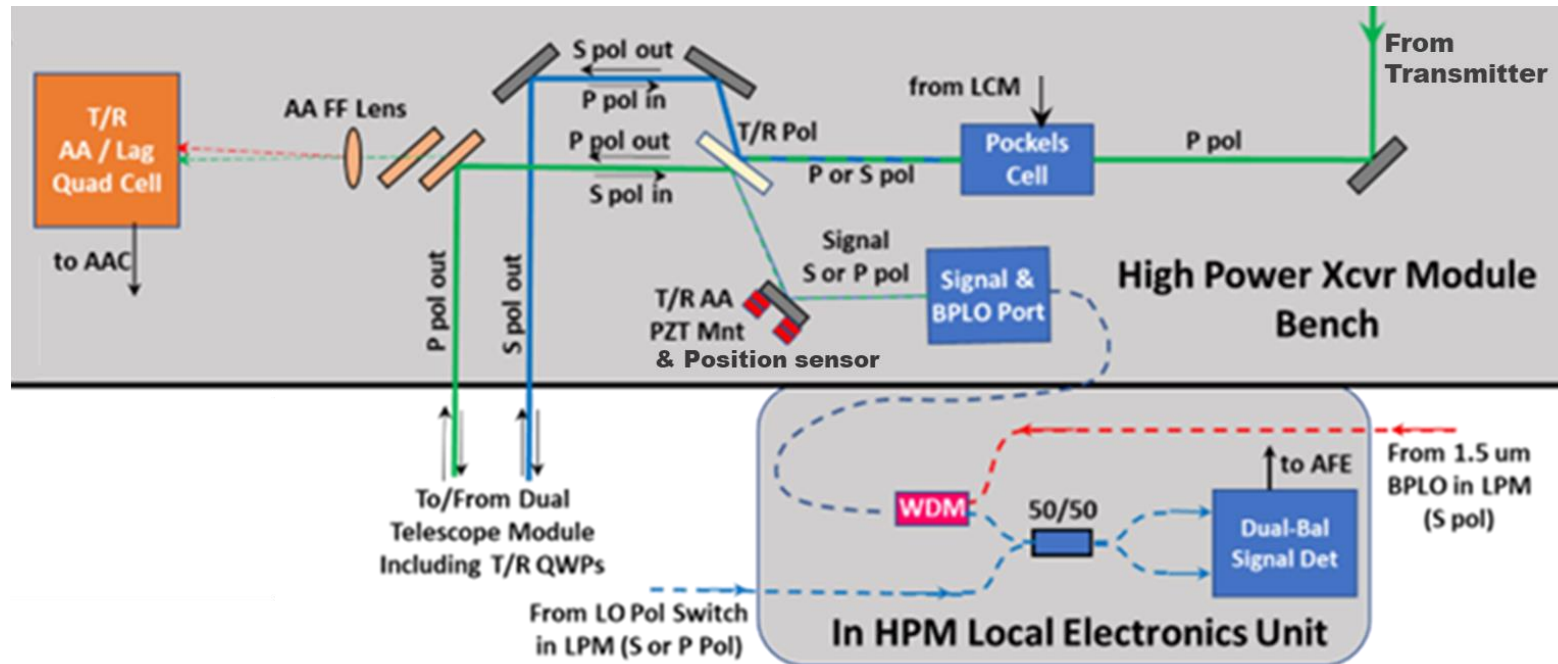 From
Transmitter
S pol out
P pol in
from LCM
AA FF Lens
T/R
AA / Lag
Quad Cell
T/R Pol
P pol out
S pol in
P or S pol
Pockels
Cell
P pol
to AAC
P pol out
S pol out
Signal
S or P pol
T/R AA
PZT Mnt
& Position sensor
Signal &
BPLO Port
High Power Xcvr Module
Bench
To/From Dual
Telescope Module
Including T/R QWPs
From 1.5 um
BPLO in LPM
(S pol)
to AFE
WDM
50/50
Dual-Bal
Signal Det
From LO Pol Switch
in LPM (S or P Pol)
In HPM Local Electronics Unit